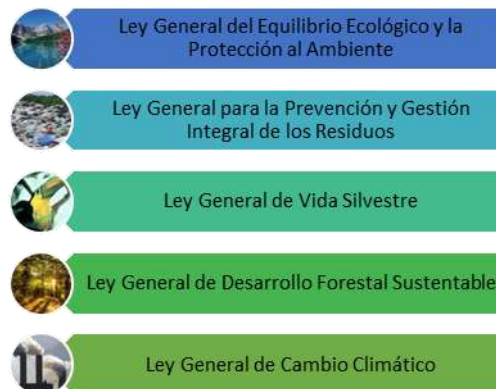 Ley General del Equilibrio Ecológico y la
Protección al Ambiente
Ley General para la Prevención y Gestión
Integral de los Residuos
Ley General de Vida Silvestre
Ley General de Desarrollo Forestal Sustentable
Ley General de Cambio Climático